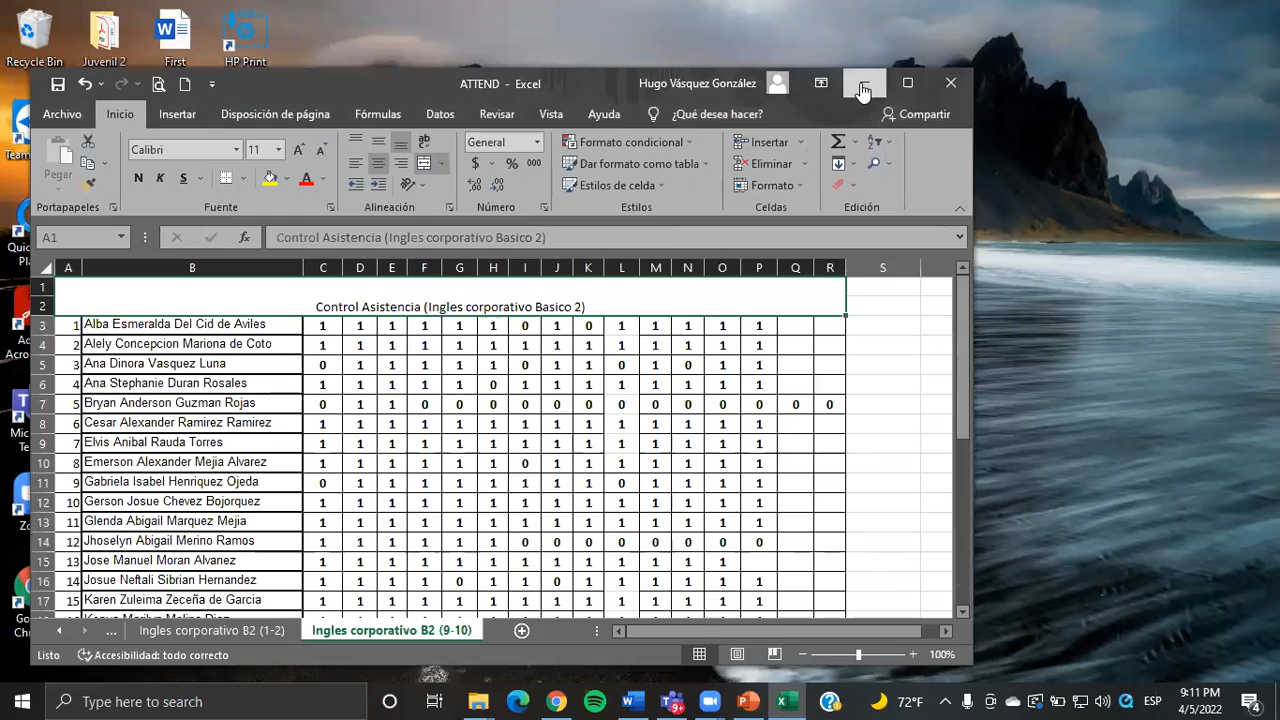 Recycle Bin
Juvenil 2
First
HP Print
ATTEND - Excel
Hugo Vásquez González
Archivo Inicio Insertar Disposición de página Fórmulas Datos Revisar Vista Ayuda ¿Qué desea hacer? Compartir
Pegar
Calibri 11
N K S
General
$ % 000
Formato condicional
Dar formato como tabla
Estilos de celda
Insertar
Eliminar
Formato
Portapapeles Fuente Alineación Número Estilos Celdas Edición
A1 fx Control Asistencia (Ingles corporativo Basico 2)
A B C D E F G H I J K L M N O P Q R S
1
2 Control Asistencia (Ingles corporativo Basico 2)
3 1 Alba Esmeralda Del Cid de Aviles 1 1 1 1 1 1 0 1 0 1 1 1 1 1
4 2 Alely Concepcion Mariona de Coto 1 1 1 1 1 1 1 1 1 1 1 1 1 1
5 3 Ana Dinora Vasquez Luna 0 1 1 1 1 1 0 1 1 0 1 0 1 1
6 4 Ana Stephanie Duran Rosales 1 1 1 1 1 0 1 1 1 1 1 1 1 1
7 5 Bryan Anderson Guzman Rojas 0 1 1 0 0 0 0 0 0 0 0 0 0 0 0 0
8 6 Cesar Alexander Ramirez Ramirez 1 1 1 1 1 1 1 1 1 1 1 1 1 1
9 7 Elvis Anibal Rauda Torres 1 1 1 1 1 1 1 1 1 1 1 1 1 1
10 8 Emerson Alexander Mejia Alvarez 1 1 1 1 1 1 0 1 1 1 1 1 1 1
11 9 Gabriela Isabel Henriquez Ojeda 0 1 1 1 1 1 1 1 1 0 1 1 1 1
12 10 Gerson Josue Chevez Bojorquez 1 1 1 1 1 1 1 1 1 1 1 1 1 1
13 11 Glenda Abigail Marquez Mejia 1 1 1 1 1 1 1 1 1 1 1 1 1 1
14 12 Jhoselyn Abigail Merino Ramos 1 1 1 1 1 1 0 0 0 0 0 0 0 0
15 13 Jose Manuel Moran Alvanez 1 1 1 1 1 1 1 1 1 1 1 1 1
16 14 Josue Neftali Sibrian Hernandez 1 1 1 1 0 1 1 0 1 1 1 1 1 1
17 15 Karen Zuleima Zeceña de Garcia 1 1 1 1 1 1 1 1 1 1 1 1 1 1
... Ingles corporativo B2 (1-2) Ingles corporativo B2 (9-10)
Listo Accesibilidad: todo correcto 100%
Type here to search
72°F
ESP
9:11 PM
4/5/2022
4